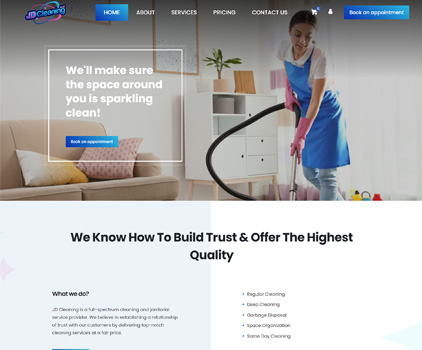 JD Cleaning
HOME
ABOUT
SERVICES
PRICING
CONTACT US
Book an appointment
We'll make sure
the space around
you is sparkling
clean!
Book an appointment
We Know How To Build Trust & Offer The Highest
Quality
What we do?
JD Cleaning is a full-spectrum cleaning and janitorial
service provider. We believe in establishing a relationship
of trust with our customers by delivering top-notch
cleaning services at a fair price.
Regular Cleaning
Deep Cleaning
Garbage Disposal
Space Organization
Same Day Cleaning